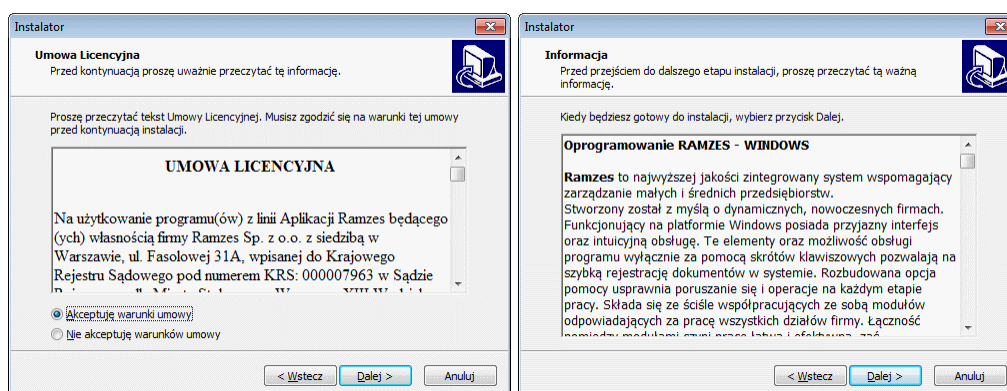 Instalator
Umowa Licencyjna
Przed kontynuacją proszę uważnie przeczytać tę informację.
Proszę przeczytać tekst Umowy Licencyjnej. Musisz zgodzić się na warunki tej umowy
przed kontynuacją instalacji.
UMOWA LICENCYJNA
Na użytkowanie programu(ów) z linii Aplikacji Ramzes będącego
(ych) własnością firmy Ramzes Sp. z o.o. z siedzibą w
Warszawie, ul. Fasolowej 31A, wpisanej do Krajowego
Rejestru Sądowego pod numerem KRS: 000007963 w Sądzie
Akceptuję warunki umowy
Nie akceptuję warunków umowy
< Wstecz
Dalej >
Anuluj
Instalator
Informacja
Przed przejściem do dalszego etapu instalacji, proszę przeczytać tą ważną
informację.
Kiedy będziesz gotowy do instalacji, wybierz przycisk Dalej.
Oprogramowanie RAMZES - WINDOWS
Ramzes to najwyższej jakości zintegrowany system wspomagający
zarządzanie małych i średnich przedsiębiorstw.
Stworzony został z myślą o dynamicznych, nowoczesnych firmach.
Funkcjonujący na platformie Windows posiada przyjazny interfejs
oraz intuicyjną obsługę. Te elementy oraz możliwość obsługi
programu wyłącznie za pomocą skrótów klawiszowych pozwalają na
szybką rejestrację dokumentów w systemie. Rozbudowana opcja
pomocy usprawnia poruszanie się i operacje na każdym etapie
pracy. Składa się ze ściśle współpracujących ze sobą modułów
odpowiadających za pracę wszystkich działów firmy. Łączność
pomiędzy modułami czyni pracę łatwą i efektywną, zaś
< Wstecz
Dalej >
Anuluj